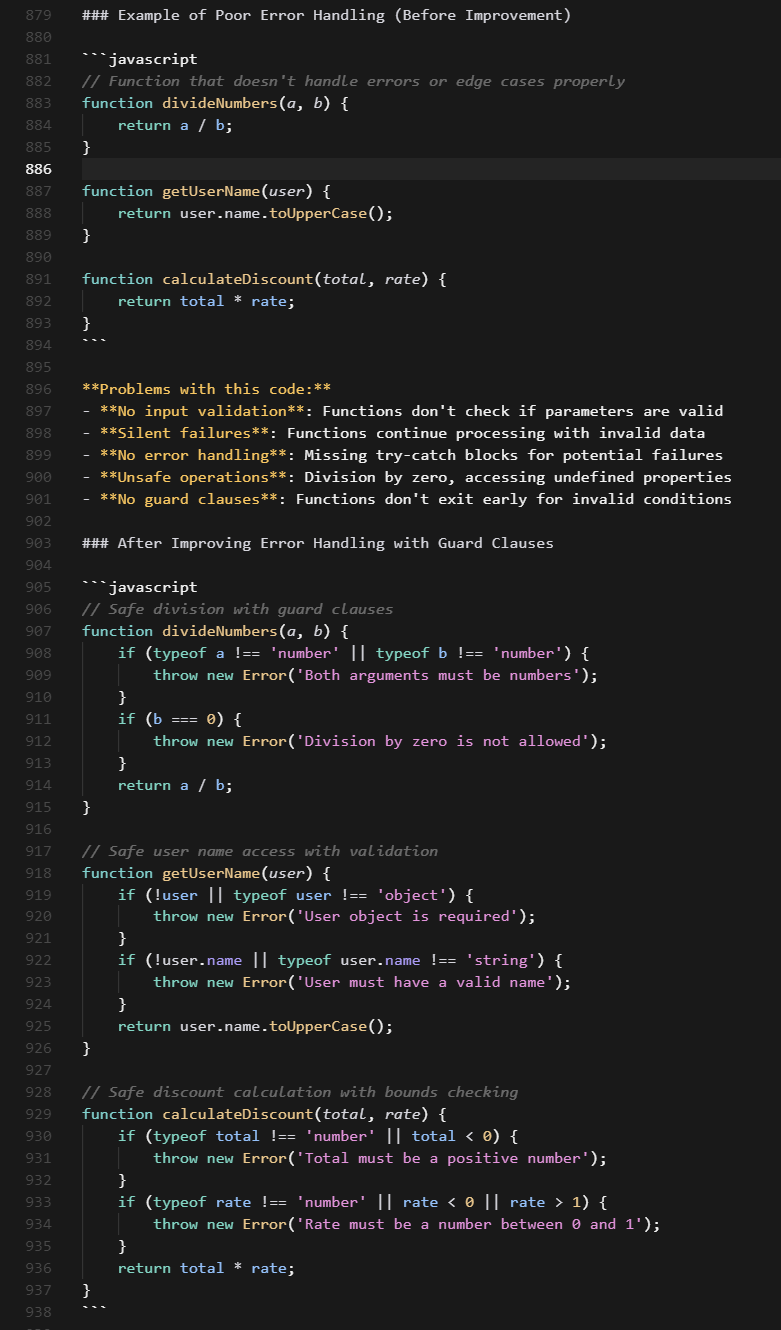 879 ### Example of Poor Error Handling (Before Improvement)
880
881 ```javascript
882 // Function that doesn't handle errors or edge cases properly
883 function divideNumbers(a, b) {
884     return a / b;
885 }
886
887 function getUserName(user) {
888     return user.name.toUpperCase();
889 }
890
891 function calculateDiscount(total, rate) {
892     return total * rate;
893 }
894 ```
895
896 **Problems with this code:**
897 - **No input validation**: Functions don't check if parameters are valid
898 - **Silent failures**: Functions continue processing with invalid data
899 - **No error handling**: Missing try-catch blocks for potential failures
900 - **Unsafe operations**: Division by zero, accessing undefined properties
901 - **No guard clauses**: Functions don't exit early for invalid conditions
902
903 ### After Improving Error Handling with Guard Clauses
904
905 ```javascript
906 // Safe division with guard clauses
907 function divideNumbers(a, b) {
908     if (typeof a !== 'number' || typeof b !== 'number') {
909         throw new Error('Both arguments must be numbers');
910     }
911     if (b === 0) {
912         throw new Error('Division by zero is not allowed');
913     }
914     return a / b;
915 }
916
917 // Safe user name access with validation
918 function getUserName(user) {
919     if (!user || typeof user !== 'object') {
920         throw new Error('User object is required');
921     }
922     if (!user.name || typeof user.name !== 'string') {
923         throw new Error('User must have a valid name');
924     }
925     return user.name.toUpperCase();
926 }
927
928 // Safe discount calculation with bounds checking
929 function calculateDiscount(total, rate) {
930     if (typeof total !== 'number' || total < 0) {
931         throw new Error('Total must be a positive number');
932     }
933     if (typeof rate !== 'number' || rate < 0 || rate > 1) {
934         throw new Error('Rate must be a number between 0 and 1');
935     }
936     return total * rate;
937 }
938 ```